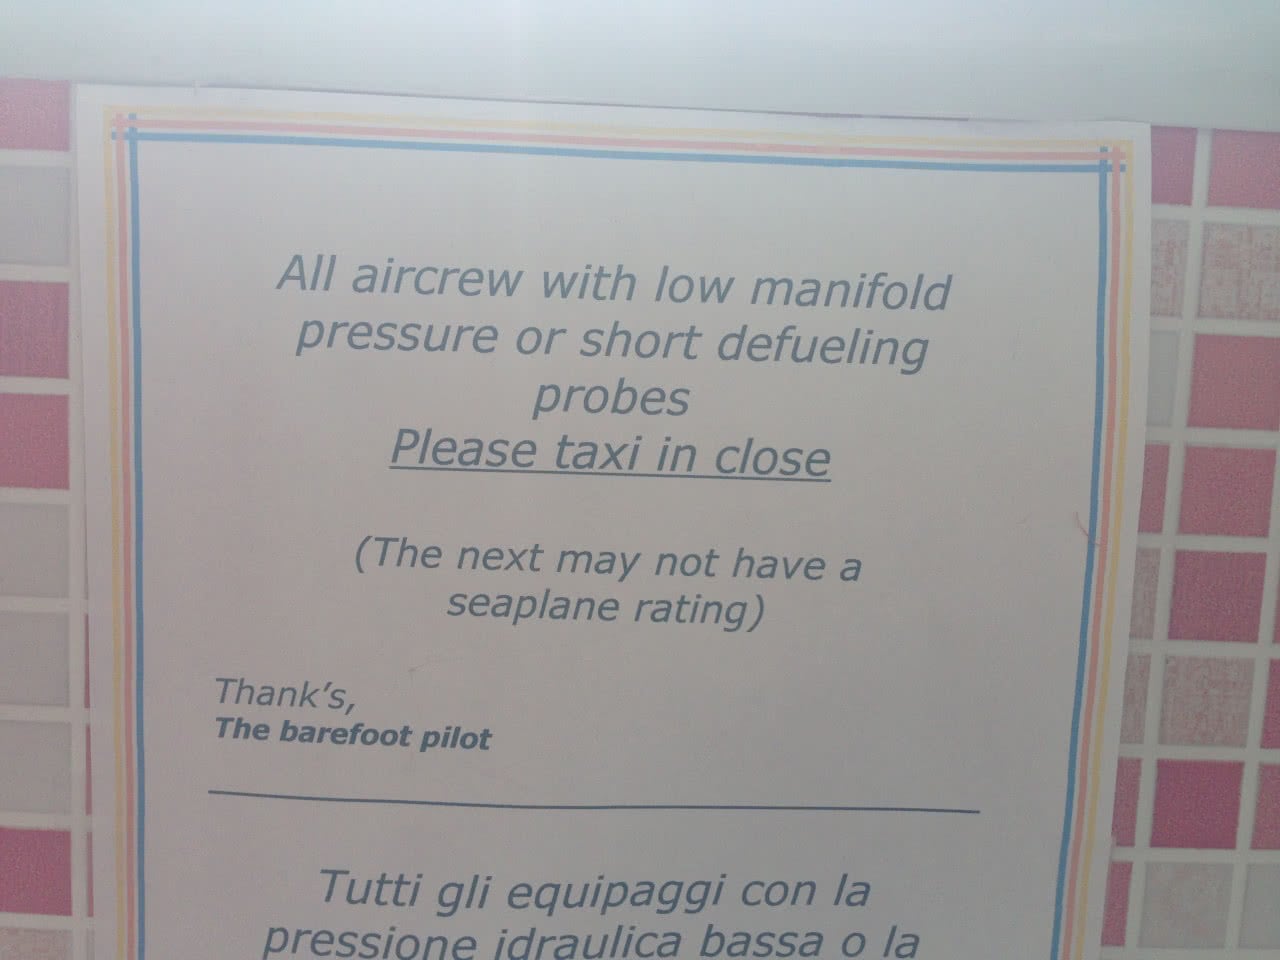 All aircrew with low manifold
pressure or short defueling
probes
Please taxi in close
(The next may not have a
seaplane rating)
Thank's,
The barefoot pilot
Tutti gli equipaggi con la
pressione idraulica bassa o la